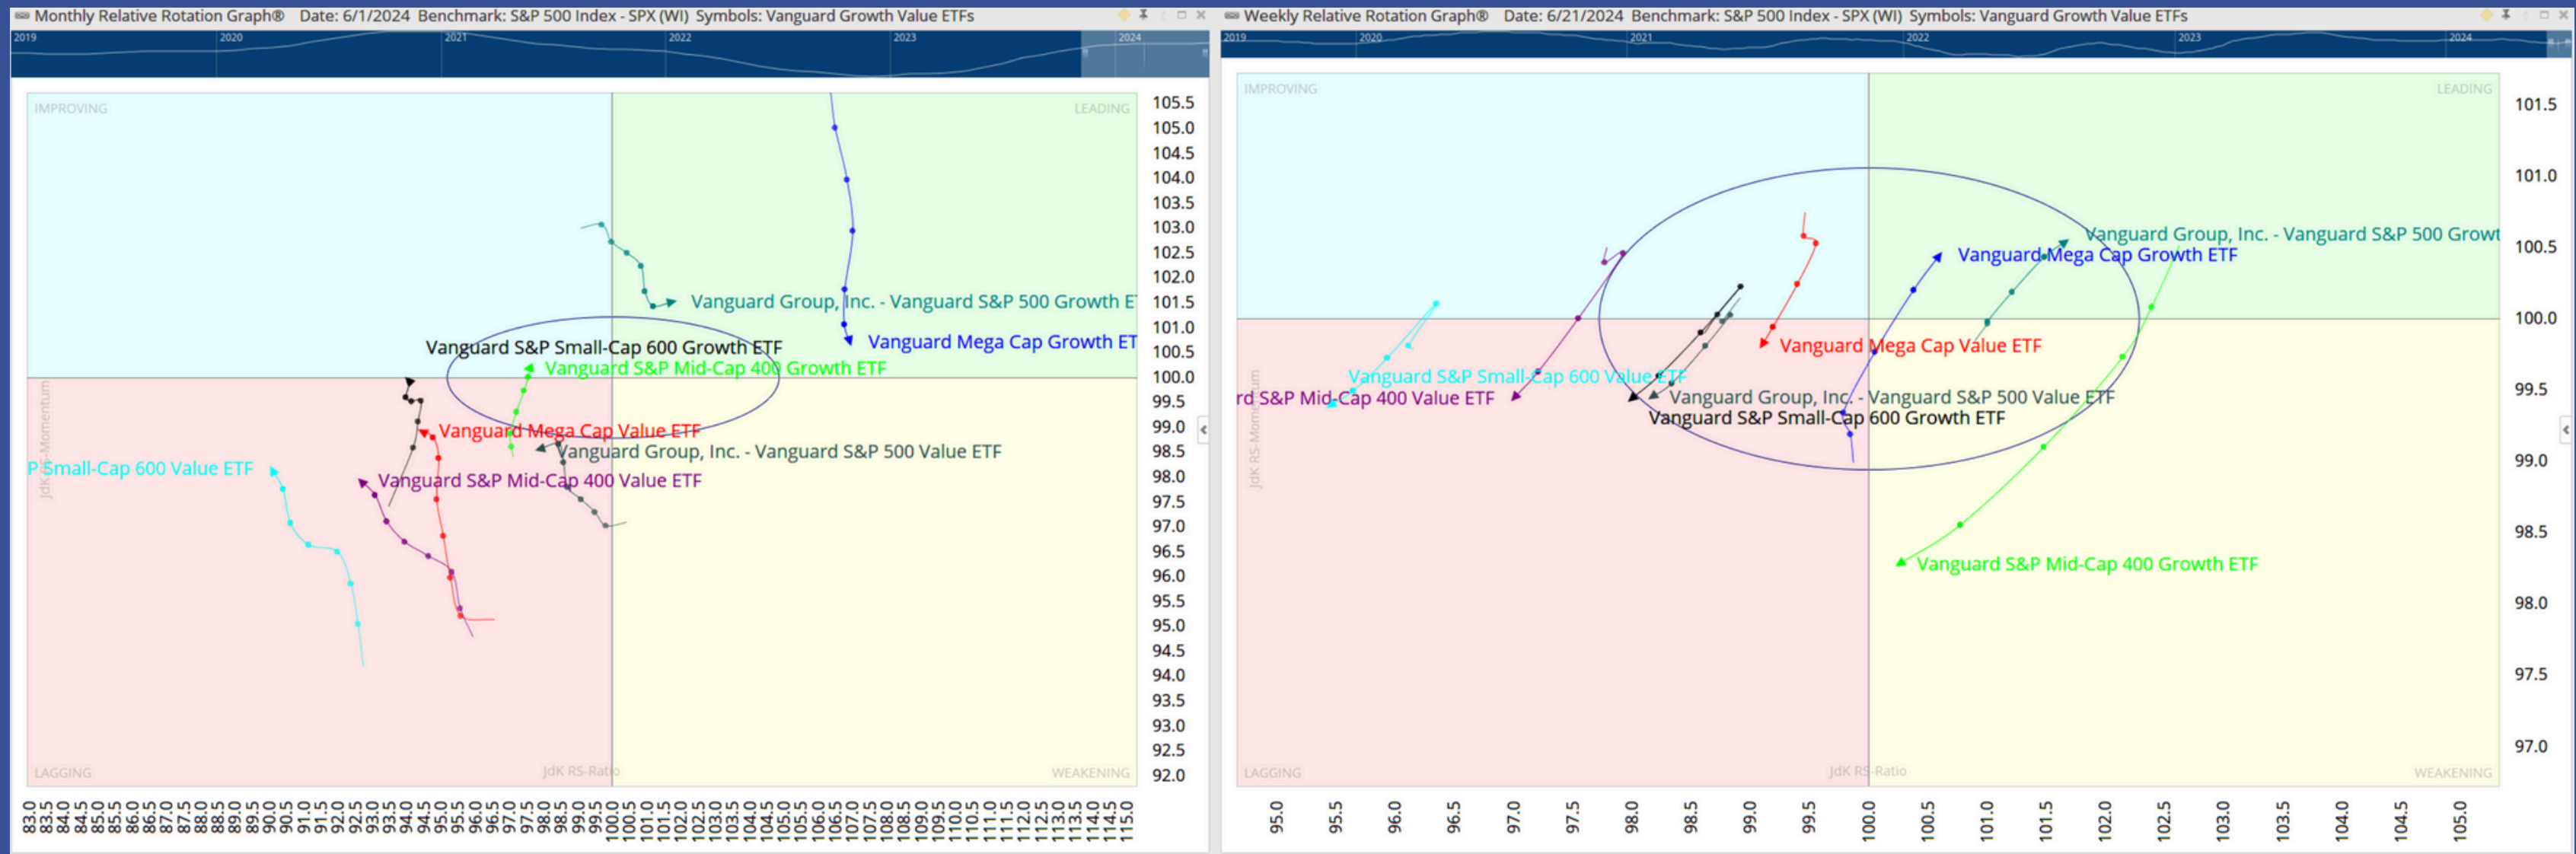 Monthly Relative Rotation Graph® Date: 6/1/2024 Benchmark: S&P 500 Index - SPX (WI) Symbols: Vanguard Growth Value ETFs
2019 2020 2021 2022 2023 2024
IMPROVING LEADING
105.5
105.0
104.5
104.0
103.5
103.0
102.5
102.0
101.5
101.0
100.5
100.0
99.5
99.0
98.5
98.0
97.5
97.0
96.5
96.0
95.5
95.0
94.5
94.0
93.5
93.0
92.5
92.0
Vanguard Group, Inc. - Vanguard S&P 500 Growth ET
Vanguard Mega Cap Growth ET
Vanguard S&P Small-Cap 600 Growth ETF
Vanguard S&P Mid-Cap 400 Growth ETF
Vanguard Mega Cap Value ETF
Vanguard Group, Inc. - Vanguard S&P 500 Value ETF
P Small-Cap 600 Value ETF
Vanguard S&P Mid-Cap 400 Value ETF
JdK RS-Momentum
LAGGING JdK RS-Ratio WEAKENING
83.0 83.5 84.0 84.5 85.0 85.5 86.0 86.5 87.0 87.5 88.0 88.5 89.0 89.5 90.0 90.5 91.0 91.5 92.0 92.5 93.0 93.5 94.0 94.5 95.0 95.5 96.0 96.5 97.0 97.5 98.0 98.5 99.0 99.5 100.0 100.5 101.0 101.5 102.0 102.5 103.0 103.5 104.0 104.5 105.0 105.5 106.0 106.5 107.0 107.5 108.0 108.5 109.0 109.5 110.0 110.5 111.0 111.5 112.0 112.5 113.0 113.5 114.0 114.5 115.0
Weekly Relative Rotation Graph® Date: 6/21/2024 Benchmark: S&P 500 Index - SPX (WI) Symbols: Vanguard Growth Value ETFs
2019 2020 2021 2022 2023 2024
IMPROVING LEADING
101.5
101.0
100.5
100.0
99.5
99.0
98.5
98.0
97.5
97.0
Vanguard Group, Inc. - Vanguard S&P 500 Growt
Vanguard Mega Cap Growth ETF
Vanguard Mega Cap Value ETF
Vanguard S&P Small-Cap 600 Value ETF
rd S&P Mid-Cap 400 Value ETF
Vanguard Group, Inc. - Vanguard S&P 500 Value ETF
Vanguard S&P Small-Cap 600 Growth ETF
Vanguard S&P Mid-Cap 400 Growth ETF
JdK RS-Momentum
LAGGING JdK RS-Ratio WEAKENING
95.0 95.5 96.0 96.5 97.0 97.5 98.0 98.5 99.0 99.5 100.0 100.5 101.0 101.5 102.0 102.5 103.0 103.5 104.0 104.5 105.0